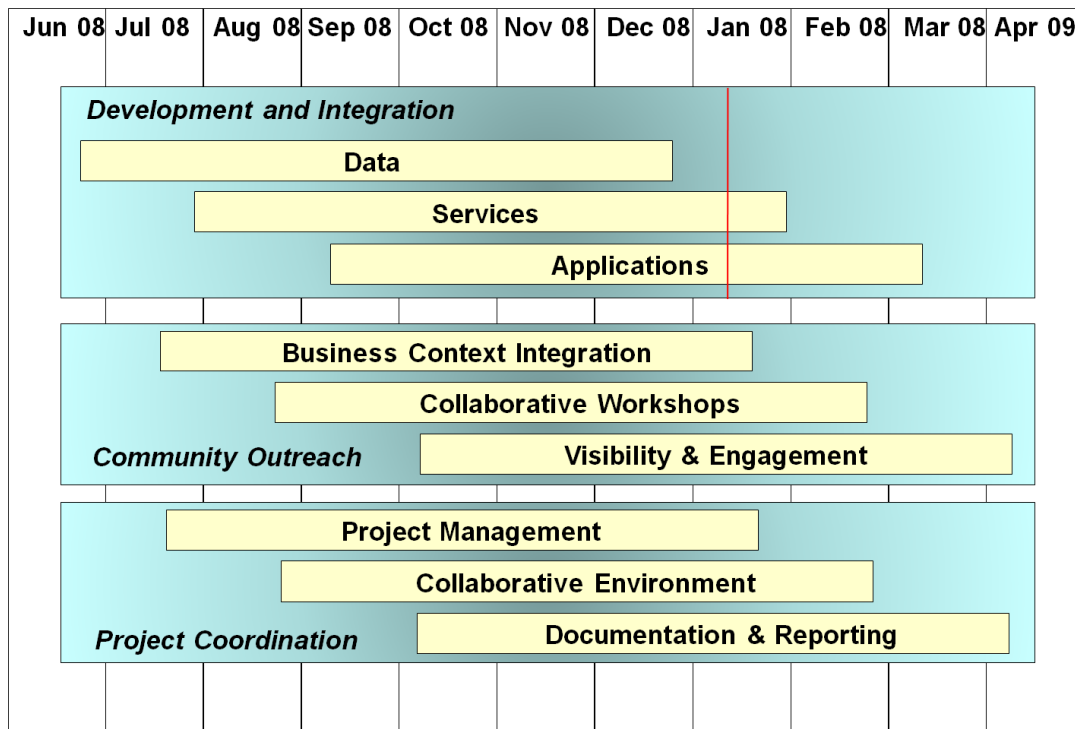 Jun 08 Jul 08 Aug 08 Sep 08 Oct 08 Nov 08 Dec 08 Jan 08 Feb 08 Mar 08 Apr 09
Development and Integration
Data
Services
Applications
Business Context Integration
Collaborative Workshops
Visibility & Engagement
Community Outreach
Project Management
Collaborative Environment
Documentation & Reporting
Project Coordination